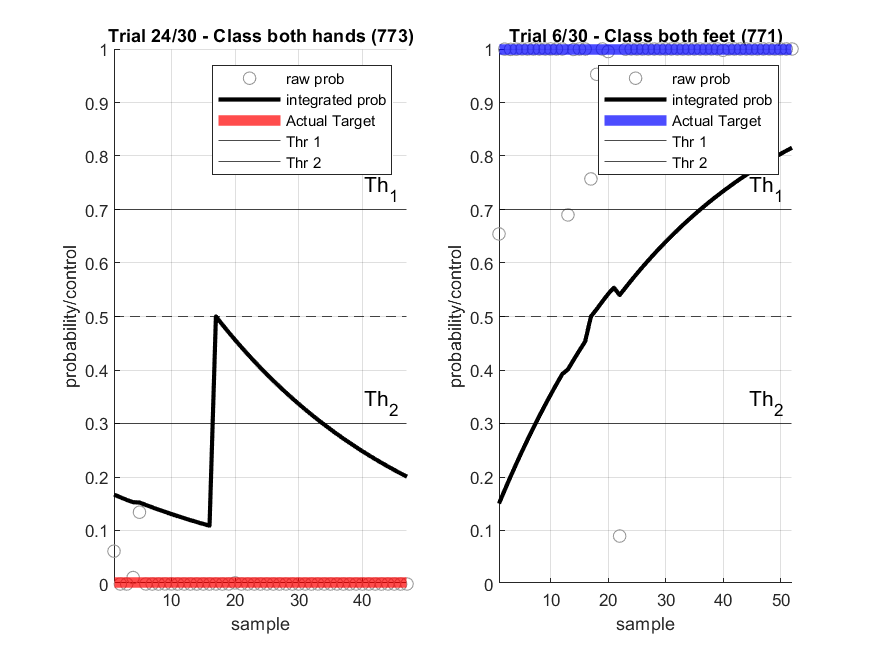 Trial 24/30 - Class both hands (773)
1
0.9
0.8
0.7
0.6
0.5
0.4
0.3
0.2
0.1
0
probability/control
raw prob
integrated prob
Actual Target
Thr 1
Thr 2
Th1
Th2
10
20
30
40
sample
Trial 6/30 - Class both feet (771)
1
0.9
0.8
0.7
0.6
0.5
0.4
0.3
0.2
0.1
0
probability/control
raw prob
integrated prob
Actual Target
Thr 1
Thr 2
Th1
Th2
10
20
30
40
50
sample